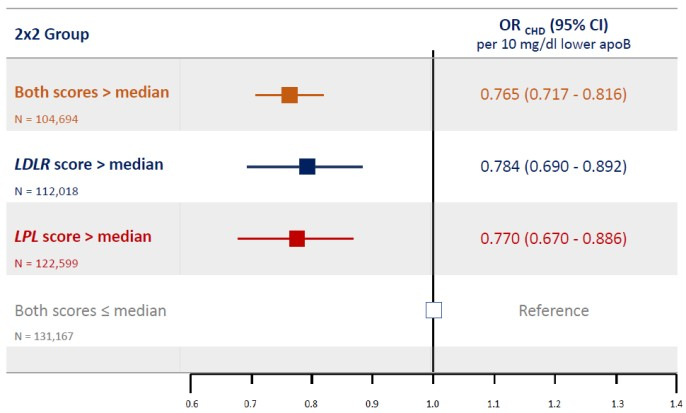 2x2 Group
OR CHD (95% CI)
per 10 mg/dl lower apoB
Both scores > median
0.765 (0.717 - 0.816)
N = 104,694
LDLR score > median
0.784 (0.690 - 0.892)
N = 112,018
LPL score > median
0.770 (0.670 - 0.886)
N = 122,599
Both scores ≤ median
Reference
N = 131,167
0.6 0.7 0.8 0.9 1.0 1.1 1.2 1.3 1.4